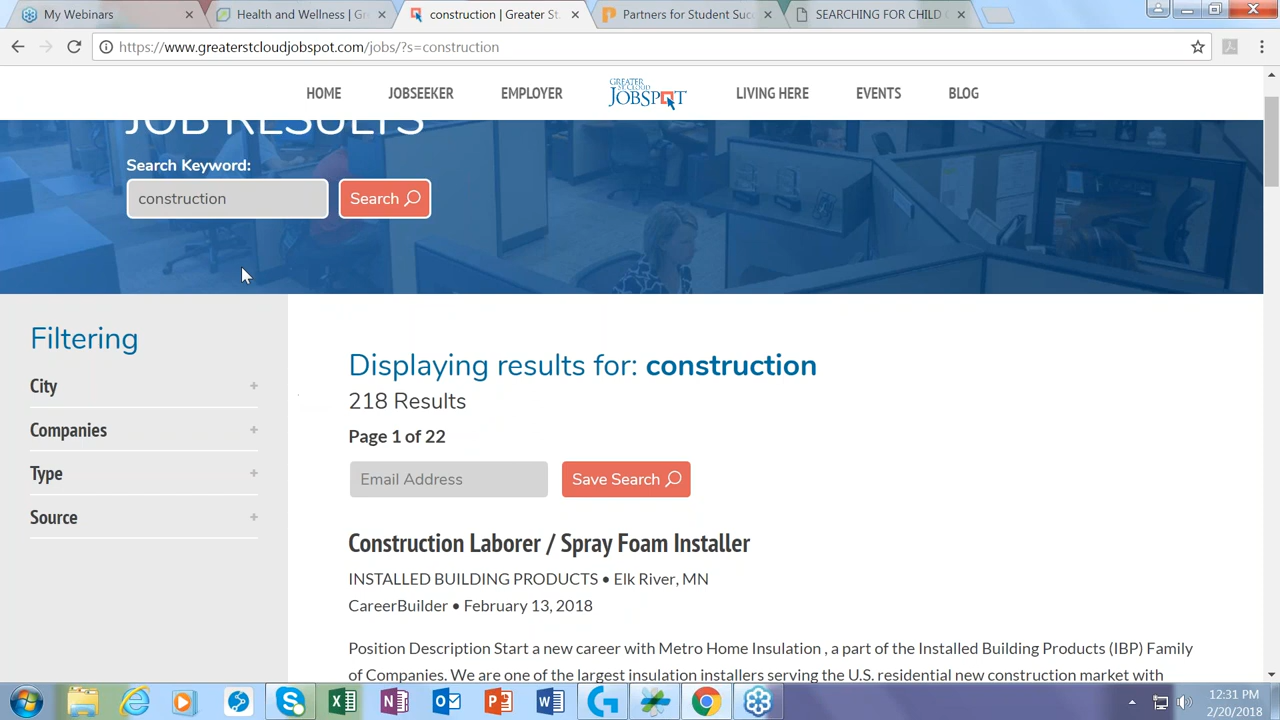 My Webinars
Health and Wellness | Gr
construction | Greater St
Partners for Student Suc
SEARCHING FOR CHILD
https://www.greaterstcloudjobspot.com/jobs/?s=construction
HOME
JOBSEEKER
EMPLOYER
GREATER
ST. CLOUD
JOBSPOT
LIVING HERE
EVENTS
BLOG
JOB RESULTS
Search Keyword:
construction
Search
Filtering
City
Companies
Type
Source
Displaying results for: construction
218 Results
Page 1 of 22
Email Address
Save Search
Construction Laborer / Spray Foam Installer
INSTALLED BUILDING PRODUCTS • Elk River, MN
CareerBuilder • February 13, 2018
Position Description Start a new career with Metro Home Insulation , a part of the Installed Building Products (IBP) Family
of Companies. We are one of the largest insulation installers serving the U.S. residential new construction market with
12:31 PM
2/20/2018